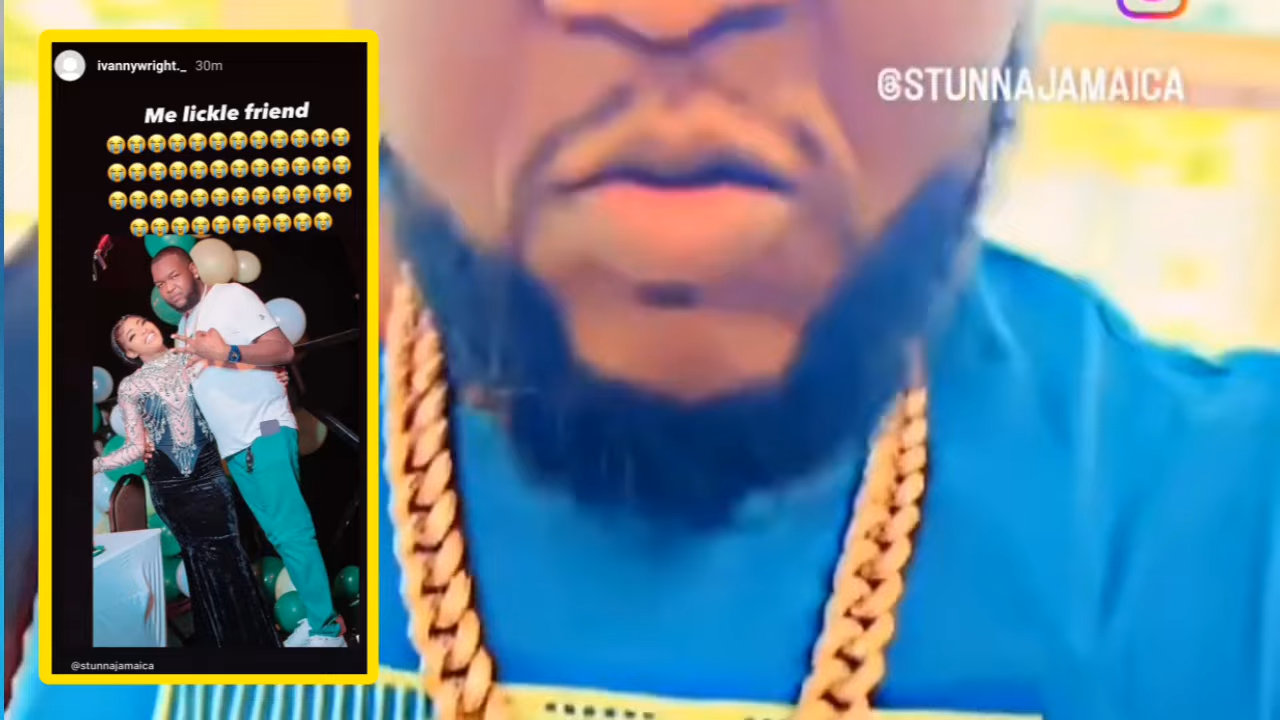 ivannywright._ 30m
Me lickle friend
😭😭😭😭😭😭😭😭😭😭😭😭
😭😭😭😭😭😭😭😭😭😭😭😭
😭😭😭😭😭😭😭😭😭😭😭😭
😭😭😭😭😭😭😭😭😭😭
@stunnajamaica
@STUNNAJAMAICA